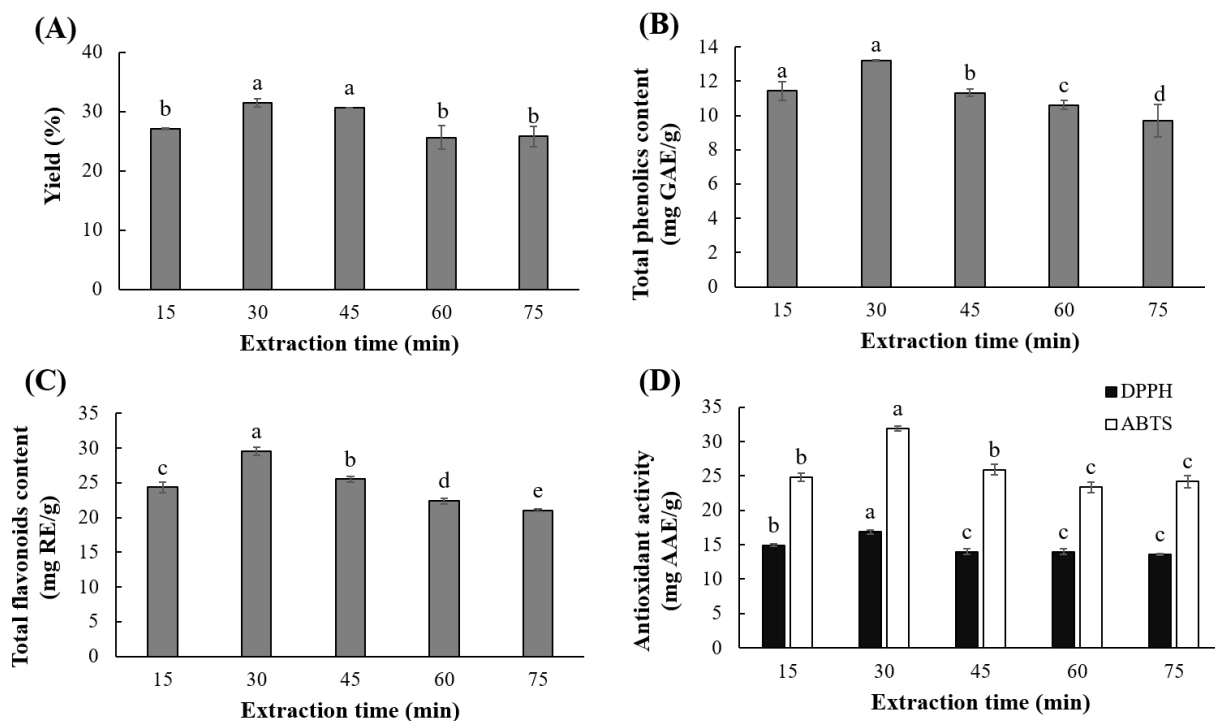 (A)
Yield (%)
40
30
20
10
0
b
a
a
b
b
15 30 45 60 75
Extraction time (min)
(B)
Total phenolics content
(mg GAE/g)
14
12
10
8
6
4
2
0
a
a
b
c
d
15 30 45 60 75
Extraction time (min)
(C)
Total flavonoids content
(mg RE/g)
35
30
25
20
15
10
5
0
c
a
b
d
e
15 30 45 60 75
Extraction time (min)
(D)
DPPH
ABTS
Antioxidant activity
(mg AAE/g)
35
30
25
20
15
10
5
0
b b
a a
c b
c c
c c
15 30 45 60 75
Extraction time (min)